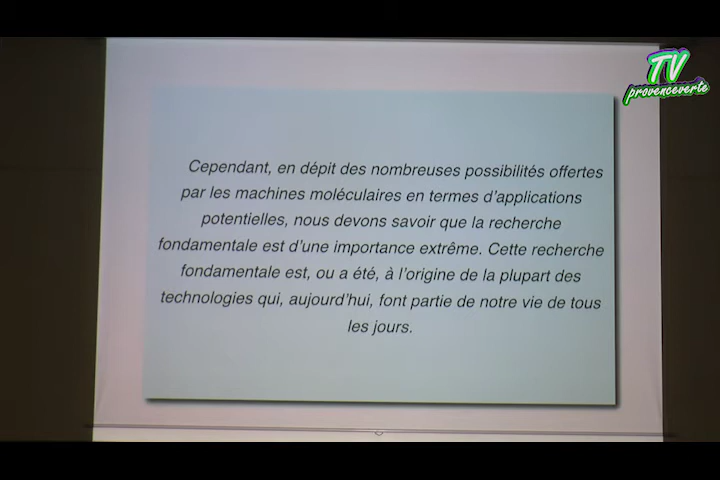 TV
provenceverte
Cependant, en dépit des nombreuses possibilités offertes
par les machines moléculaires en termes d'applications
potentielles, nous devons savoir que la recherche
fondamentale est d'une importance extrême. Cette recherche
fondamentale est, ou a été, à l'origine de la plupart des
technologies qui, aujourd'hui, font partie de notre vie de tous
les jours.